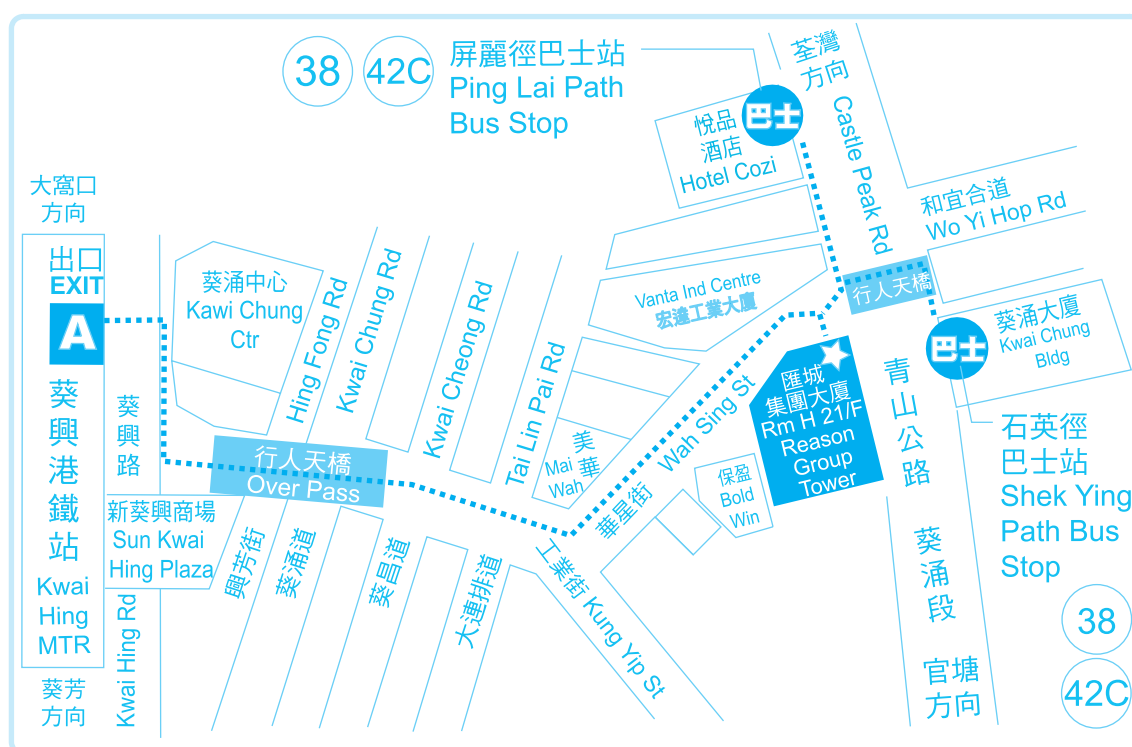 38
42C
屏麗徑巴士站
Ping Lai Path
Bus Stop
荃灣
方向
Castle Peak Rd
巴士
悅品
酒店
Hotel Cozi
和宜合道
Wo Yi Hop Rd
大窩口
方向
出口
EXIT
A
葵興港鐵站
Kwai
Hing
MTR
葵芳
方向
葵興路
Kwai Hing Rd
葵涌中心
Kawi Chung
Ctr
Hing Fong Rd
Kwai Chung Rd
Kwai Cheong Rd
Tai Lin Pai Rd
Vanta Ind Centre
宏達工業大廈
行人天橋
巴士
葵涌大廈
Kwai Chung
Bldg
匯城
集團大廈
Rm H 21/F
Reason
Group
Tower
青山公路
Wah Sing St
華星街
美華
Mai
Wah
保盈
Bold
Win
行人天橋
Over Pass
新葵興商場
Sun Kwai
Hing Plaza
興芳街
葵涌道
葵昌道
大連排道
工業街 Kung Yip St
石英徑
巴士站
Shek Ying
Path Bus
Stop
葵涌段
官塘
方向
38
42C